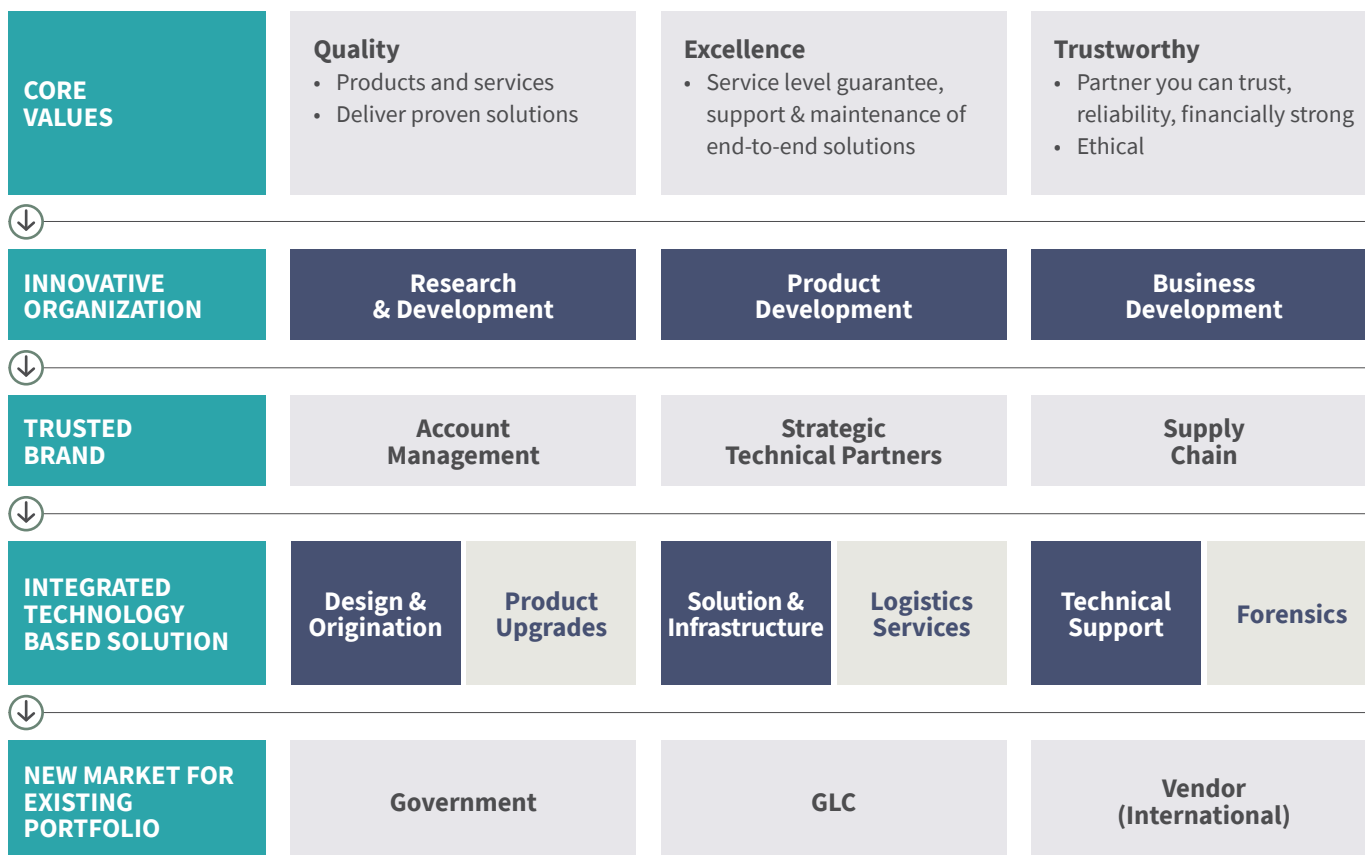 CORE
VALUES
Quality
• Products and services
• Deliver proven solutions
Excellence
• Service level guarantee,
support & maintenance of
end-to-end solutions
Trustworthy
• Partner you can trust,
reliability, financially strong
• Ethical
INNOVATIVE
ORGANIZATION
Research
& Development
Product
Development
Business
Development
TRUSTED
BRAND
Account
Management
Strategic
Technical Partners
Supply
Chain
INTEGRATED
TECHNOLOGY
BASED SOLUTION
Design &
Origination
Product
Upgrades
Solution &
Infrastructure
Logistics
Services
Technical
Support
Forensics
NEW MARKET FOR
EXISTING
PORTFOLIO
Government
GLC
Vendor
(International)